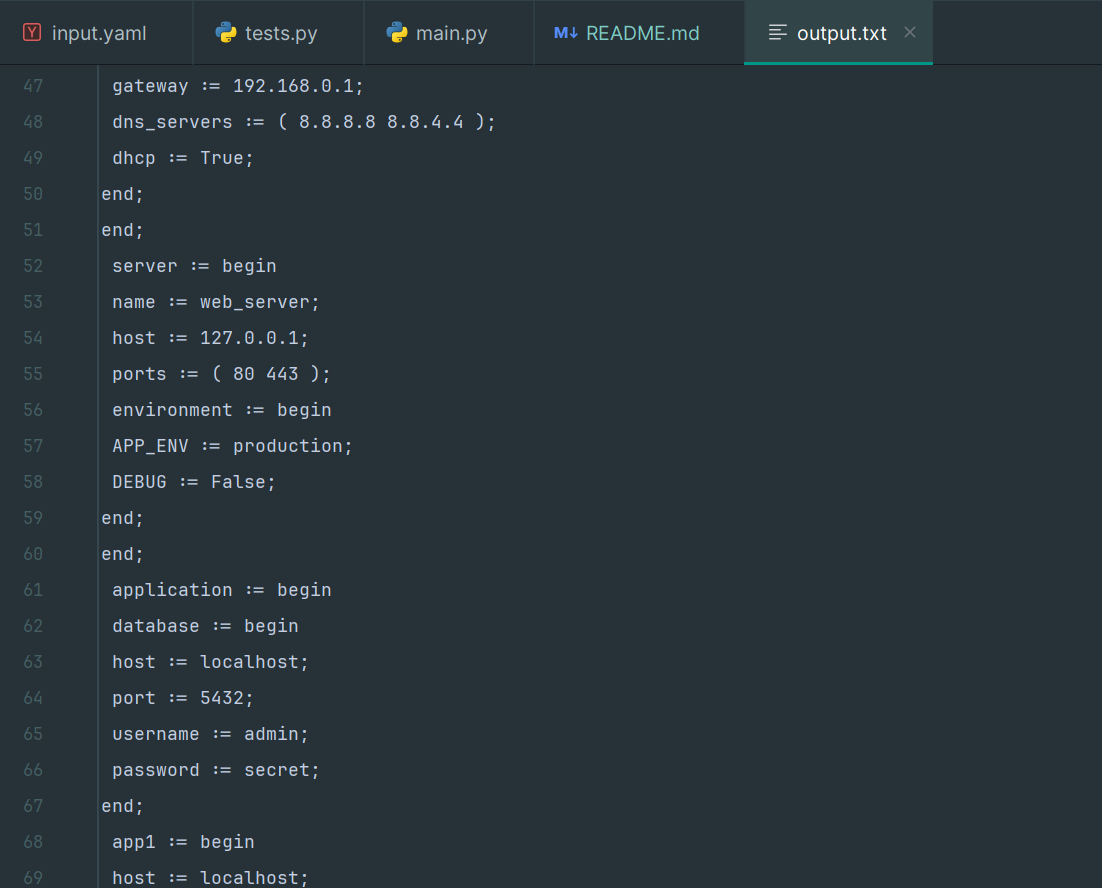 input.yaml tests.py main.py M↓ README.md output.txt
47 gateway := 192.168.0.1;
48 dns_servers := ( 8.8.8.8 8.8.4.4 );
49 dhcp := True;
50 end;
51 end;
52 server := begin
53 name := web_server;
54 host := 127.0.0.1;
55 ports := ( 80 443 );
56 environment := begin
57 APP_ENV := production;
58 DEBUG := False;
59 end;
60 end;
61 application := begin
62 database := begin
63 host := localhost;
64 port := 5432;
65 username := admin;
66 password := secret;
67 end;
68 app1 := begin
69 host := localhost;